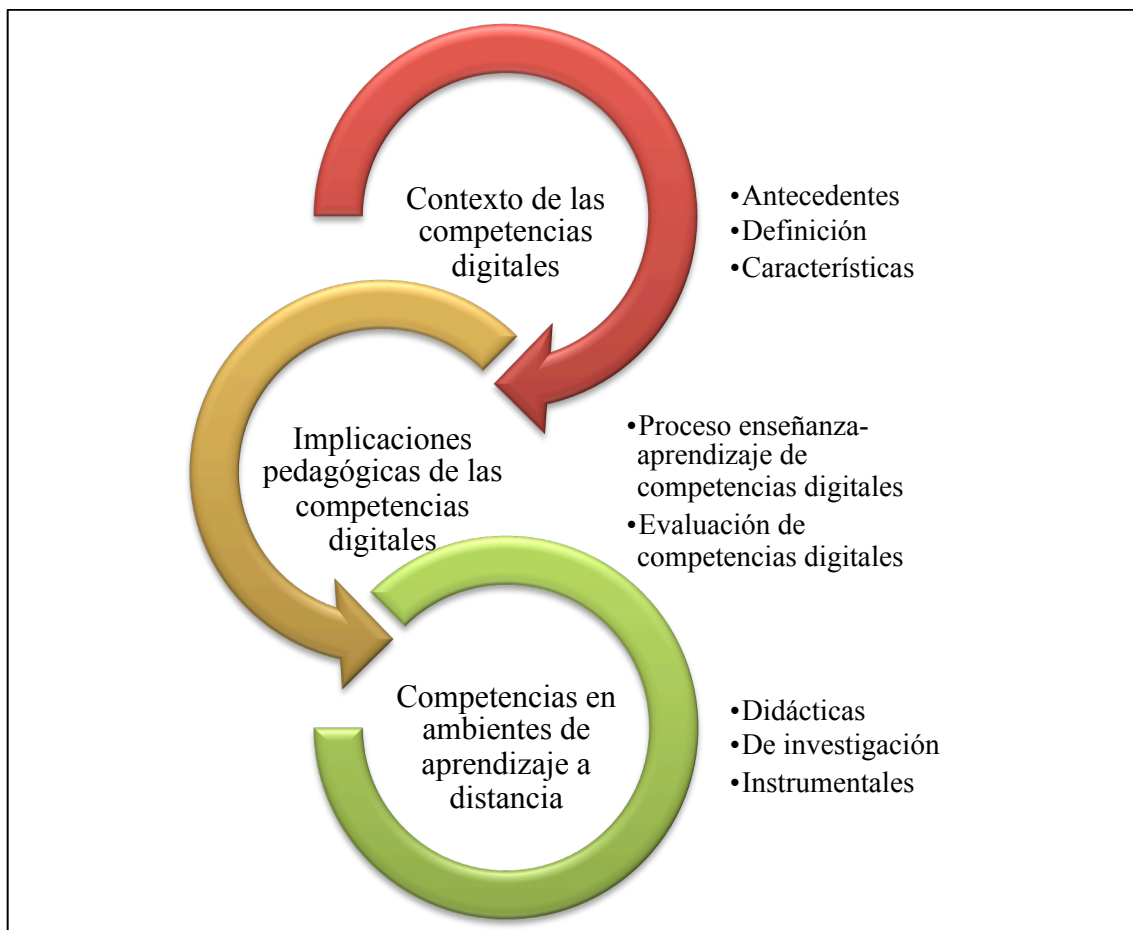 Contexto de las
competencias
digitales
•Antecedentes
•Definición
•Características
Implicaciones
pedagógicas de las
competencias
digitales
•Proceso enseñanza-
aprendizaje de
competencias digitales
•Evaluación de
competencias digitales
Competencias en
ambientes de
aprendizaje a
distancia
•Didácticas
•De investigación
•Instrumentales